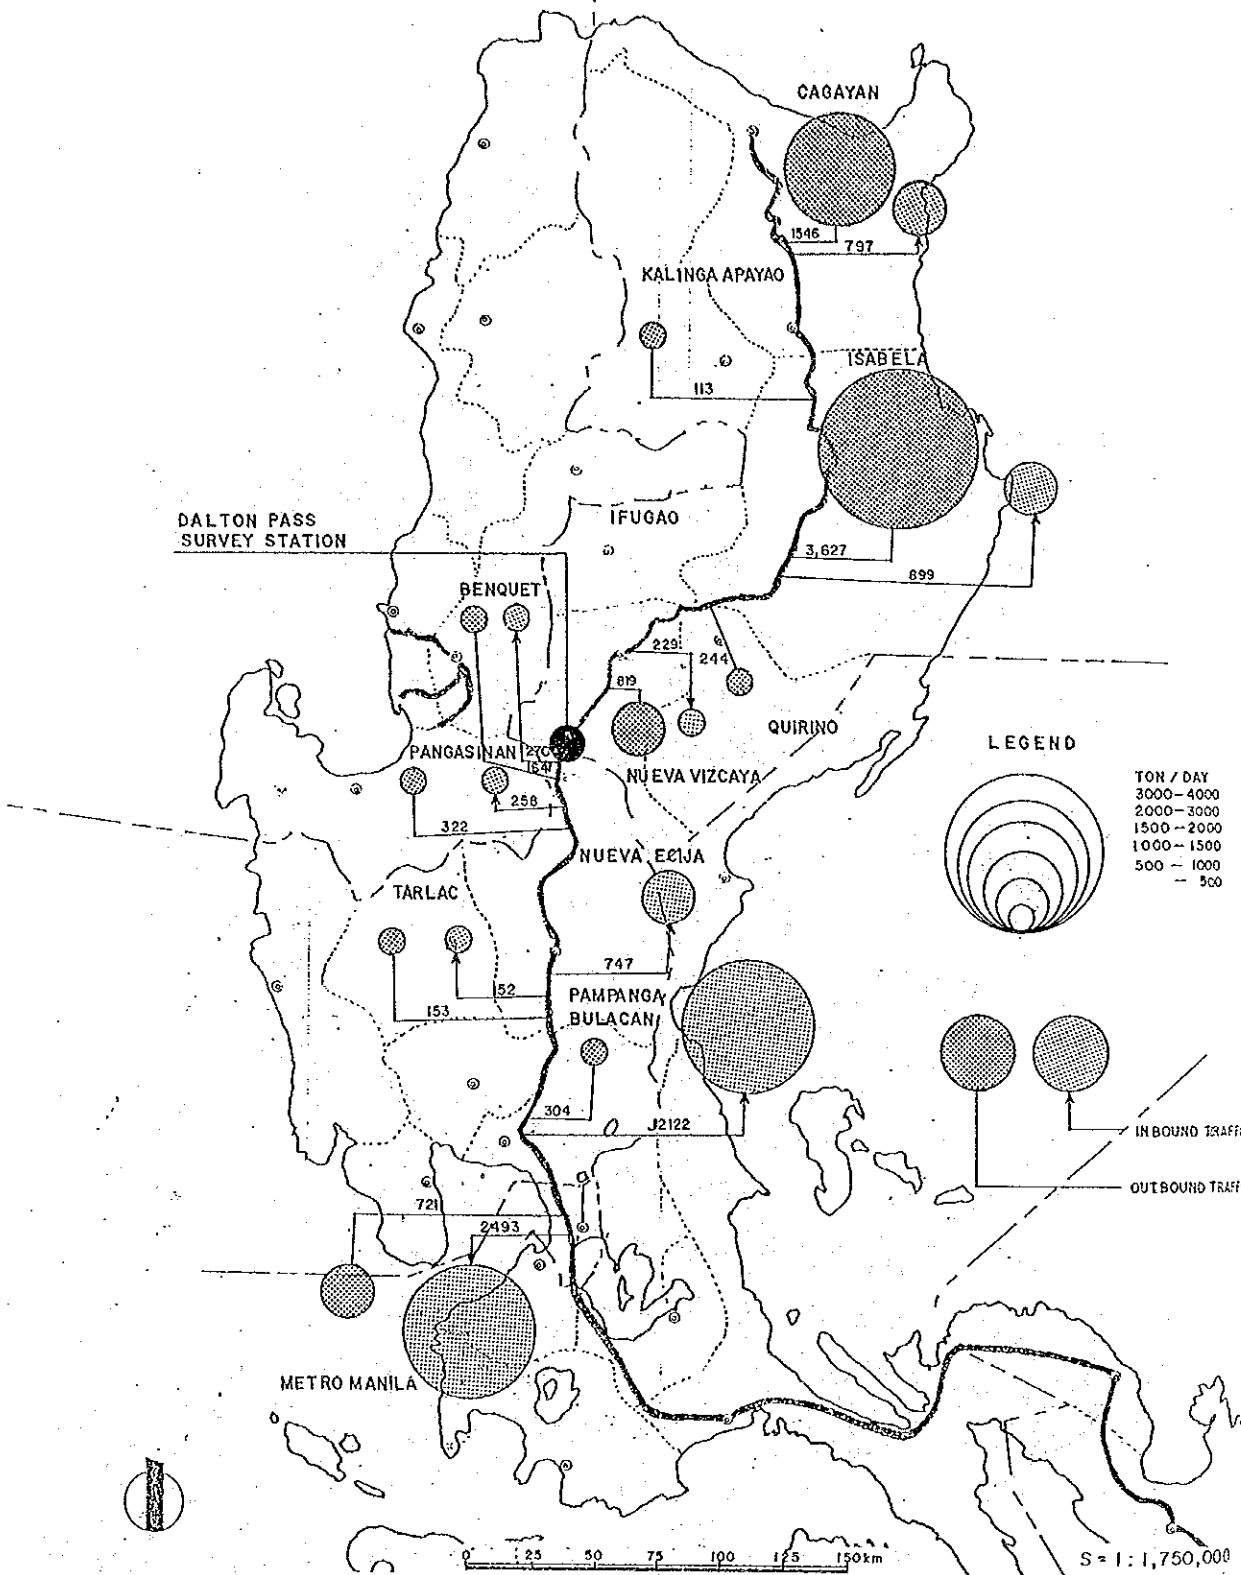 CAGAYAN
1546
797
KALINGA APAYAO
ISABELA
113
DALTON PASS
SURVEY STATION
IFUGAO
3,627
899
BENQUET
229
244
819
QUIRINO
PANGASINAN
NUEVA VIZCAYA
258
322
LEGEND
TON / DAY
3000-4000
2000-3000
1500-2000
1000-1500
500-1000
- 500
NUEVA ECIJA
TARLAC
747
152
153
PAMPANGA
BULACAN
304
2122
INBOUND TRAFF
OUTBOUND TRAFF
721
2493
METRO MANILA
0 25 50 75 100 125 150km
S=1:1,750,000